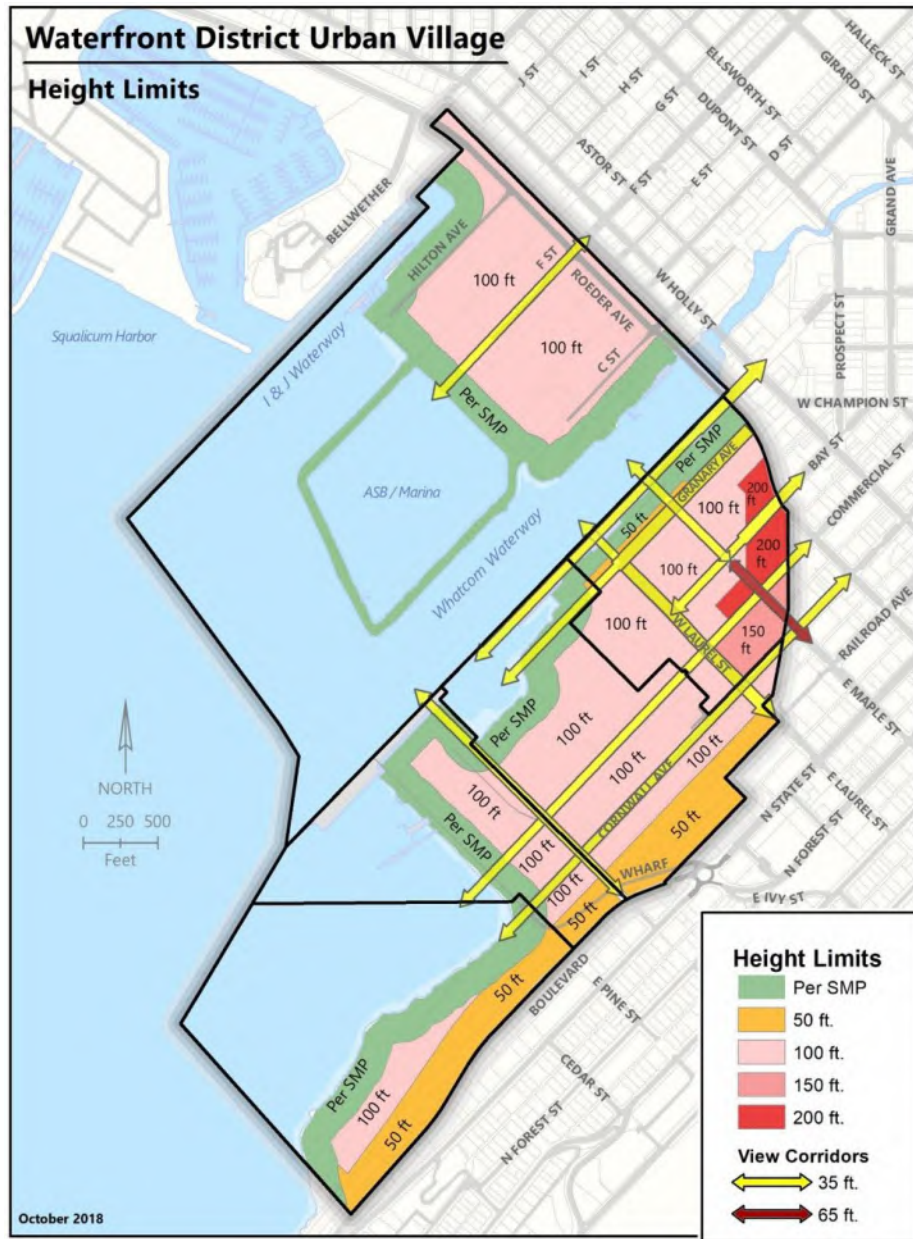 Waterfront District Urban Village
Height Limits
HALLECK ST
GIRARD ST
ELLSWORTH ST
DUPONT ST
D ST
J ST
I ST
H ST
G ST
ASTOR ST
F ST
E ST
GRAND AVE
BELLWETHER
HILTON AVE
F ST
ROEDER AVE
W HOLLY ST
PROSPECT ST
100 ft
100 ft
C ST
Squalicum Harbor
I & J Waterway
Per SMP
W CHAMPION ST
BAY ST
COMMERCIAL ST
Per SMP
GRANARY AVE
200 ft
100 ft
ASB / Marina
50 ft
200 ft
100 ft
Whatcom Waterway
100 ft
W LAUREL ST
150 ft
RAILROAD AVE
E MAPLE ST
Per SMP
100 ft
100 ft
100 ft
CORNWALL AVE
N STATE ST
E LAUREL ST
N FOREST ST
NORTH
0 250 500
Feet
100 ft
50 ft
Per SMP
100 ft
WHARF
100 ft
50 ft
E IVY ST
BOULEVARD
E PINE ST
50 ft
CEDAR ST
Per SMP
100 ft
50 ft
N FOREST ST
Height Limits
Per SMP
50 ft.
100 ft.
150 ft.
200 ft.
View Corridors
35 ft.
65 ft.
October 2018